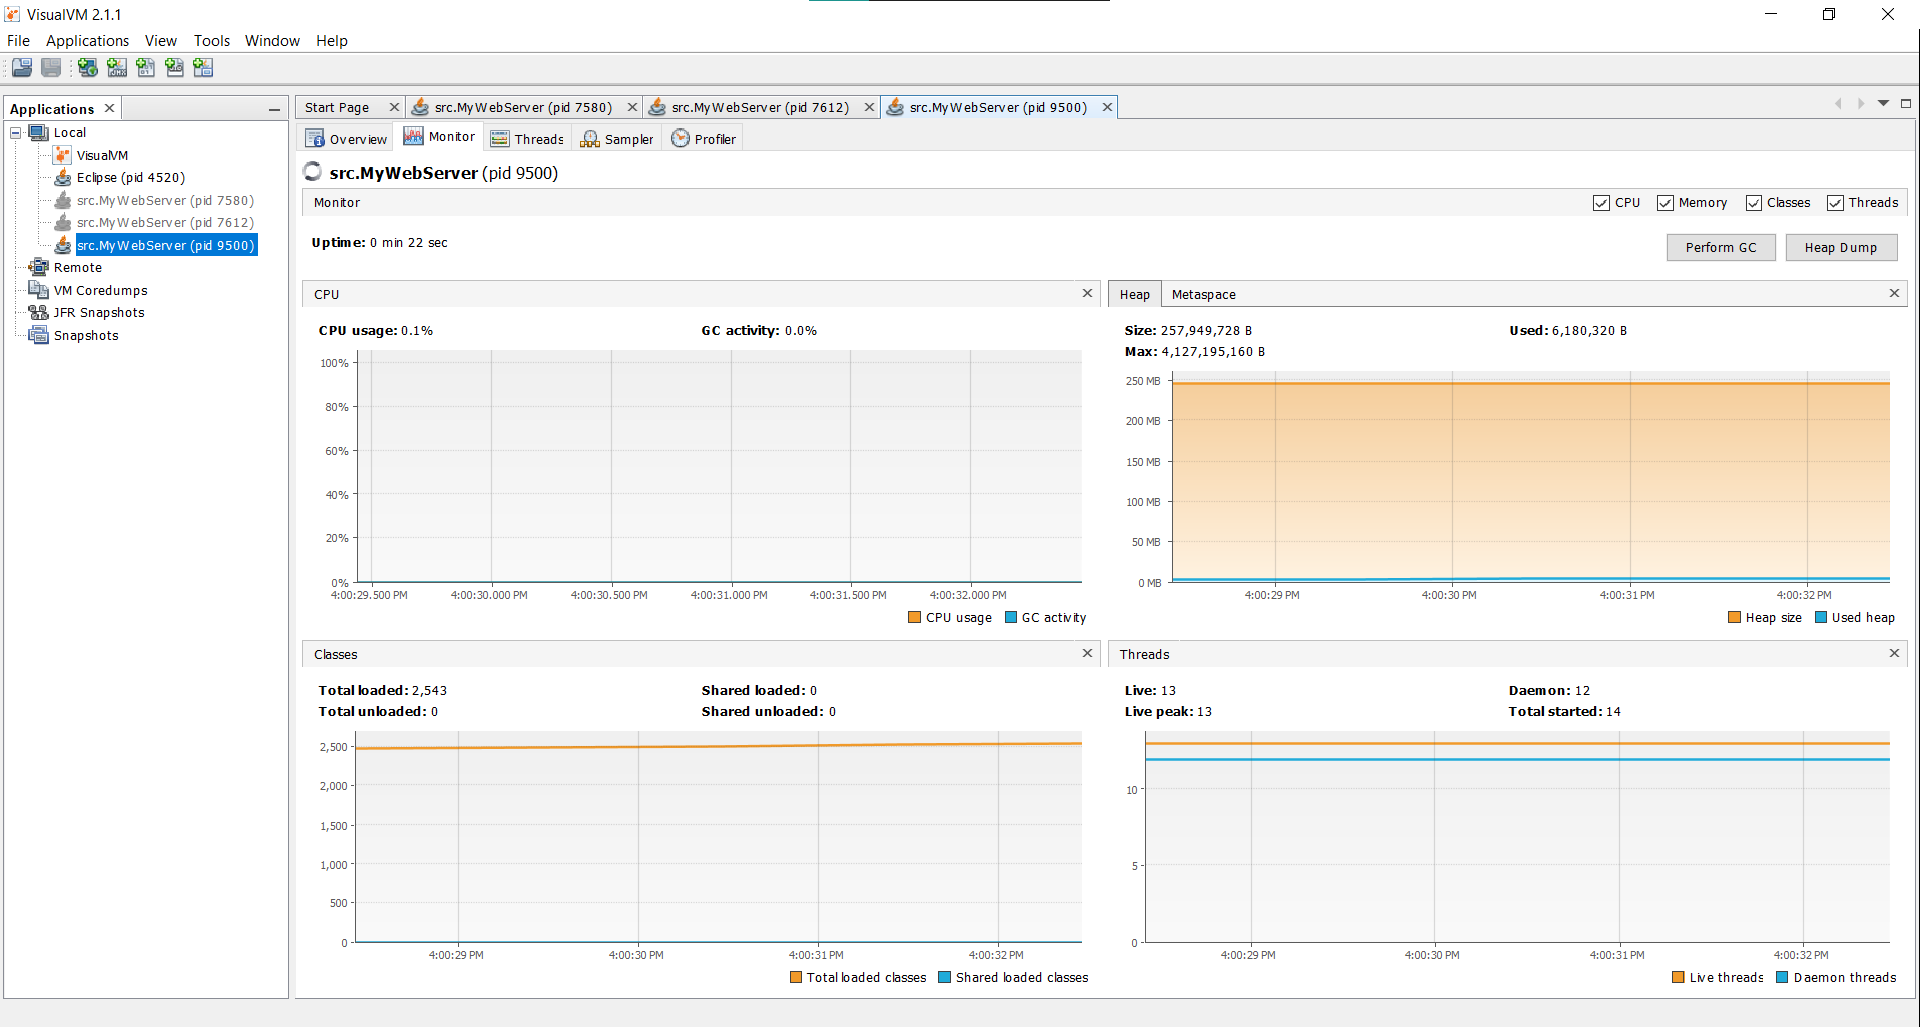 VisualVM 2.1.1
File Applications View Tools Window Help
Applications
Local
VisualVM
Eclipse (pid 4520)
src.MyWebServer (pid 7580)
src.MyWebServer (pid 7612)
src.MyWebServer (pid 9500)
Remote
VM Coredumps
JFR Snapshots
Snapshots
Start Page src.MyWebServer (pid 7580) src.MyWebServer (pid 7612) src.MyWebServer (pid 9500)
Overview Monitor Threads Sampler Profiler
src.MyWebServer (pid 9500)
Monitor CPU Memory Classes Threads
Uptime: 0 min 22 sec
Perform GC Heap Dump
CPU
CPU usage: 0.1% GC activity: 0.0%
100%
80%
60%
40%
20%
0%
4:00:29.500 PM 4:00:30.000 PM 4:00:30.500 PM 4:00:31.000 PM 4:00:31.500 PM 4:00:32.000 PM
CPU usage GC activity
Heap Metaspace
Size: 257,949,728 B Used: 6,180,320 B
Max: 4,127,195,160 B
250 MB
200 MB
150 MB
100 MB
50 MB
0 MB
4:00:29 PM 4:00:30 PM 4:00:31 PM 4:00:32 PM
Heap size Used heap
Classes
Total loaded: 2,543 Shared loaded: 0
Total unloaded: 0 Shared unloaded: 0
2,500
2,000
1,500
1,000
500
0
4:00:29 PM 4:00:30 PM 4:00:31 PM 4:00:32 PM
Total loaded classes Shared loaded classes
Threads
Live: 13 Daemon: 12
Live peak: 13 Total started: 14
10
5
0
4:00:29 PM 4:00:30 PM 4:00:31 PM 4:00:32 PM
Live threads Daemon threads